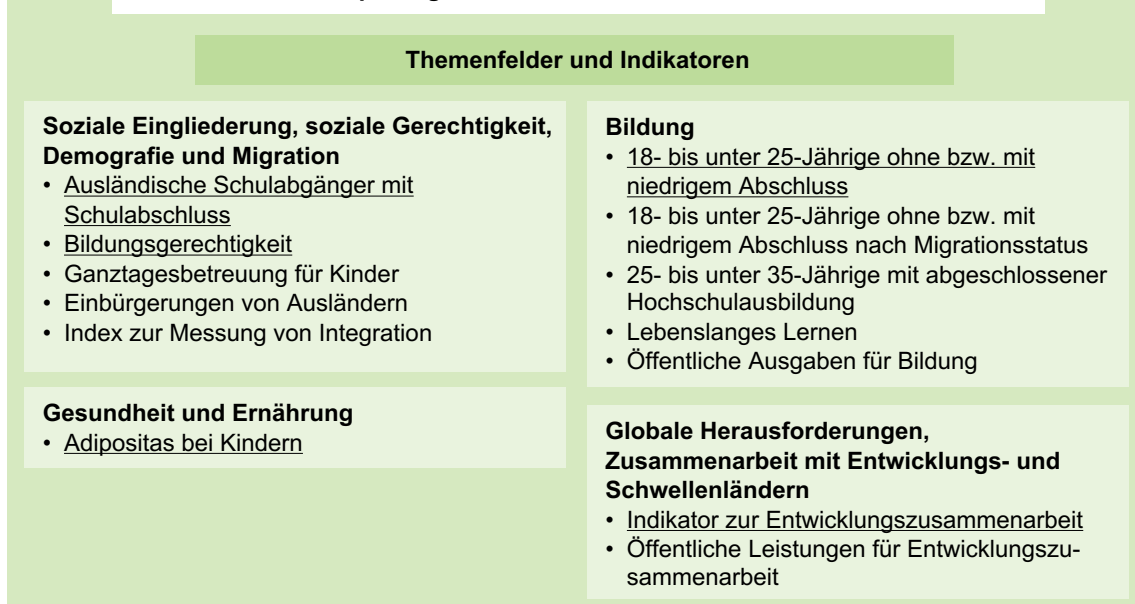 Themenfelder und Indikatoren
Soziale Eingliederung, soziale Gerechtigkeit,
Demografie und Migration
• Ausländische Schulabgänger mit
Schulabschluss
• Bildungsgerechtigkeit
• Ganztagesbetreuung für Kinder
• Einbürgerungen von Ausländern
• Index zur Messung von Integration
Gesundheit und Ernährung
• Adipositas bei Kindern
Bildung
• 18- bis unter 25-Jährige ohne bzw. mit
niedrigem Abschluss
• 18- bis unter 25-Jährige ohne bzw. mit
niedrigem Abschluss nach Migrationsstatus
• 25- bis unter 35-Jährige mit abgeschlossener
Hochschulausbildung
• Lebenslanges Lernen
• Öffentliche Ausgaben für Bildung
Globale Herausforderungen,
Zusammenarbeit mit Entwicklungs- und
Schwellenländern
• Indikator zur Entwicklungszusammenarbeit
• Öffentliche Leistungen für Entwicklungszu-
sammenarbeit